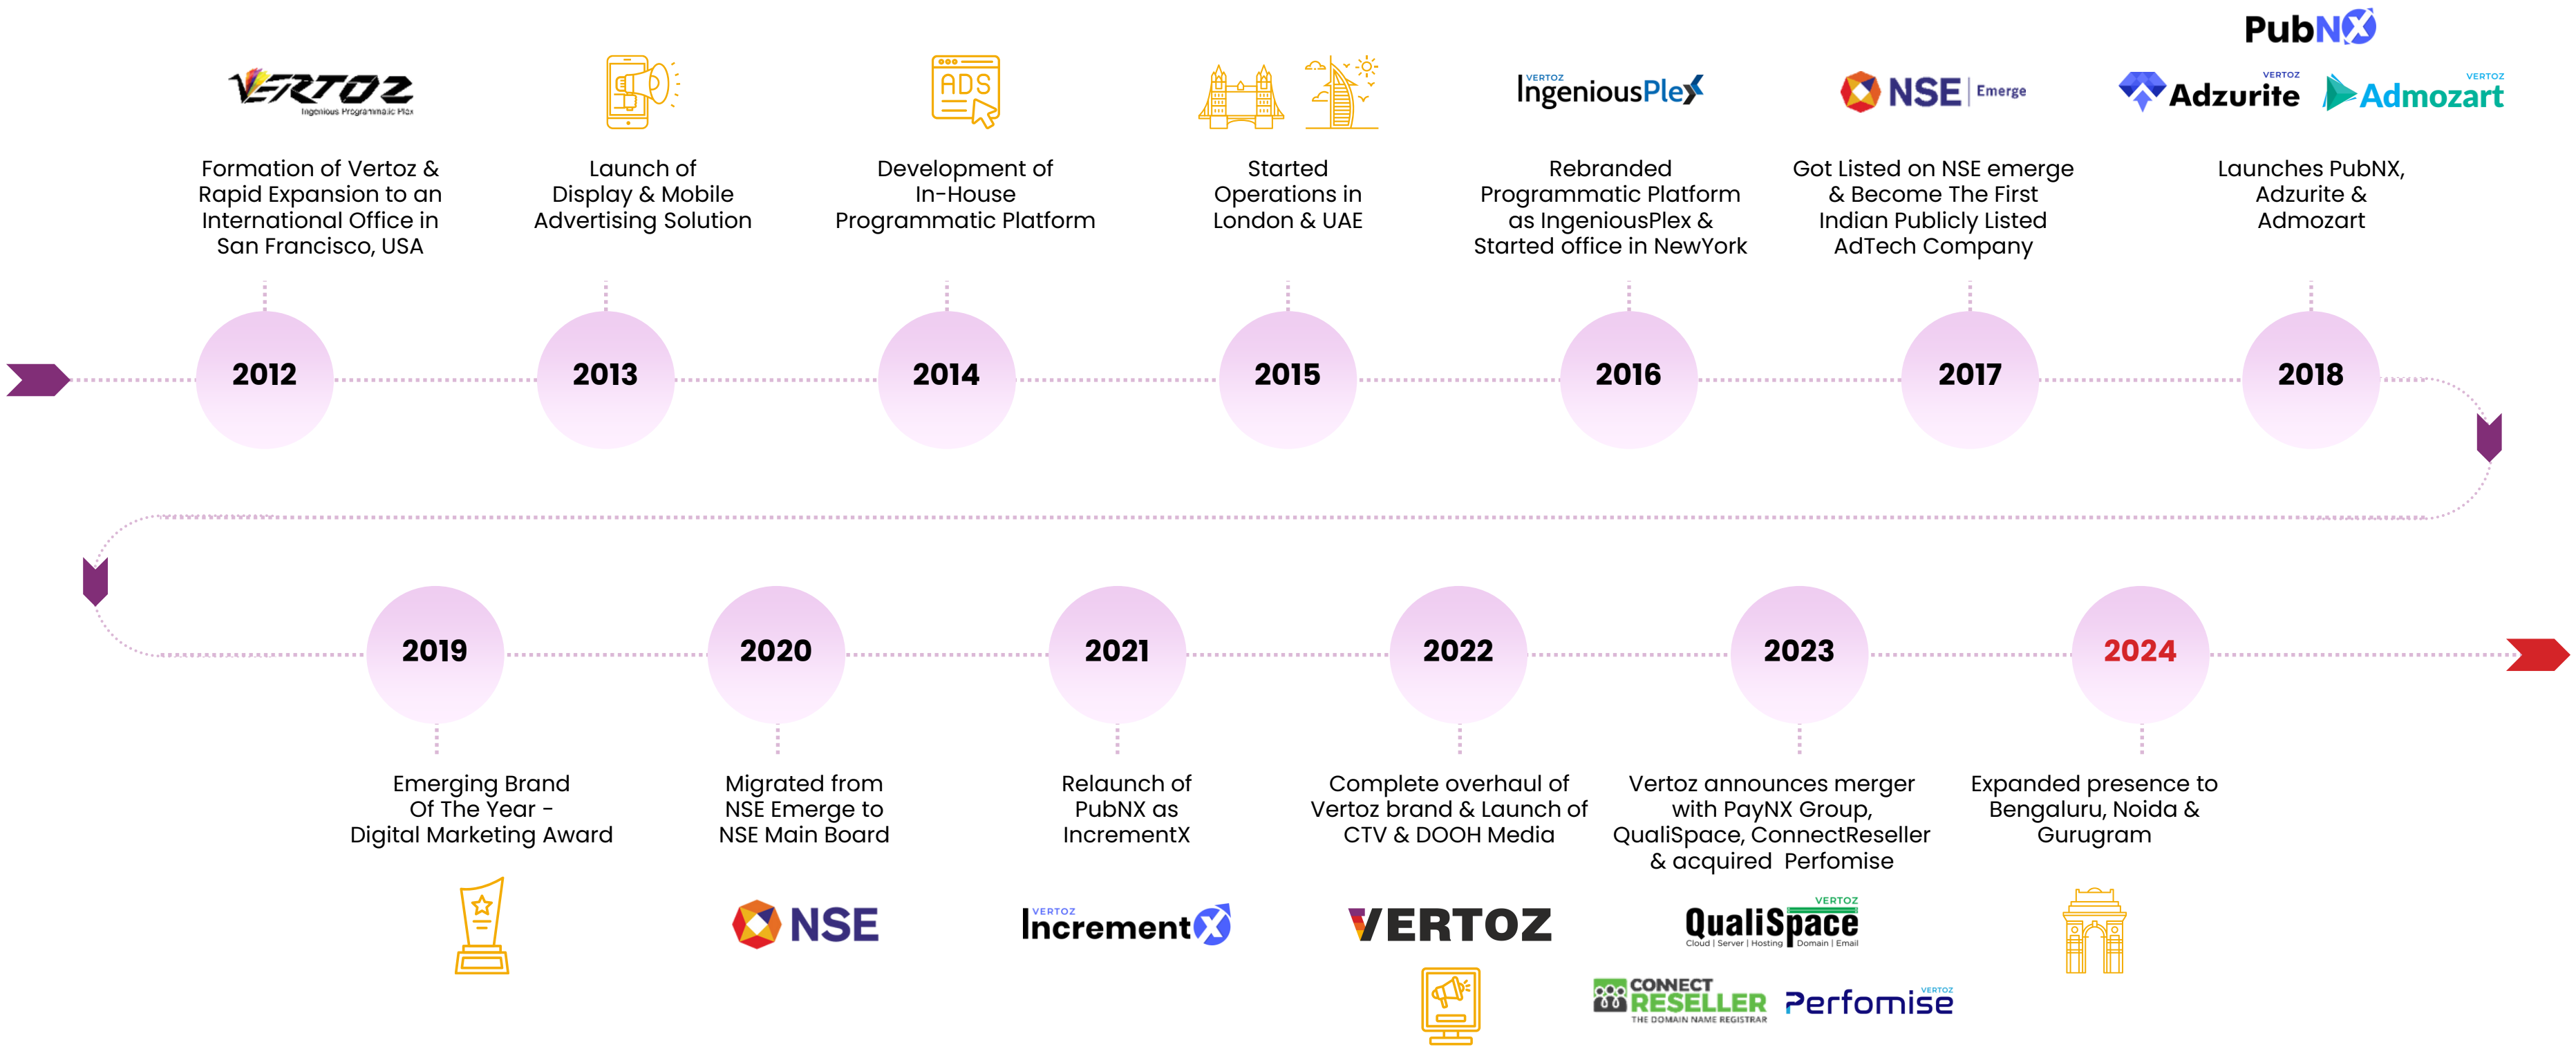 VERTOZ
Ingenious Programmatic Plex
Formation of Vertoz &
Rapid Expansion to an
International Office in
San Francisco, USA
2012
Launch of
Display & Mobile
Advertising Solution
2013
ADS
Development of
In-House
Programmatic Platform
2014
Started
Operations in
London & UAE
2015
VERTOZ
IngeniousPlex
Rebranded
Programmatic Platform
as IngeniousPlex &
Started office in NewYork
2016
NSE Emerge
Got Listed on NSE emerge
& Become The First
Indian Publicly Listed
AdTech Company
2017
PubNX
VERTOZ
Adzurite
VERTOZ
Admozart
Launches PubNX,
Adzurite &
Admozart
2018
2019
Emerging Brand
Of The Year -
Digital Marketing Award
2020
Migrated from
NSE Emerge to
NSE Main Board
NSE
2021
Relaunch of
PubNX as
IncrementX
VERTOZ
IncrementX
2022
Complete overhaul of
Vertoz brand & Launch of
CTV & DOOH Media
VERTOZ
2023
Vertoz announces merger
with PayNX Group,
QualiSpace, ConnectReseller
& acquired Perfomise
VERTOZ
QualiSpace
Cloud | Server | Hosting | Domain | Email
CONNECT
RESELLER
THE DOMAIN NAME REGISTRAR
VERTOZ
Perfomise
2024
Expanded presence to
Bengaluru, Noida &
Gurugram